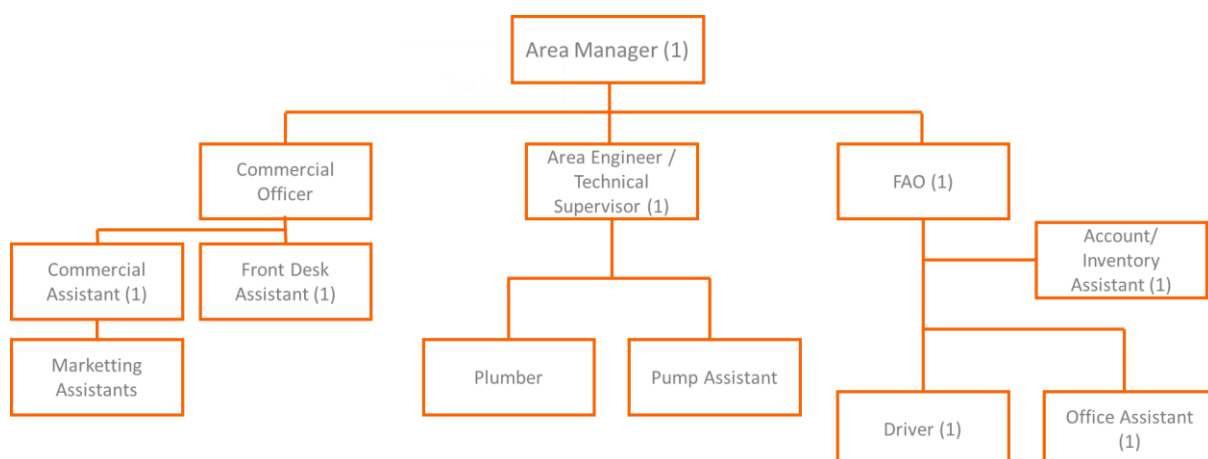 Area Manager (1)
Commercial
Officer
Area Engineer /
Technical
Supervisor (1)
FAO (1)
Commercial
Assistant (1)
Front Desk
Assistant (1)
Account/
Inventory
Assistant (1)
Marketting
Assistants
Plumber
Pump Assistant
Driver (1)
Office Assistant
(1)